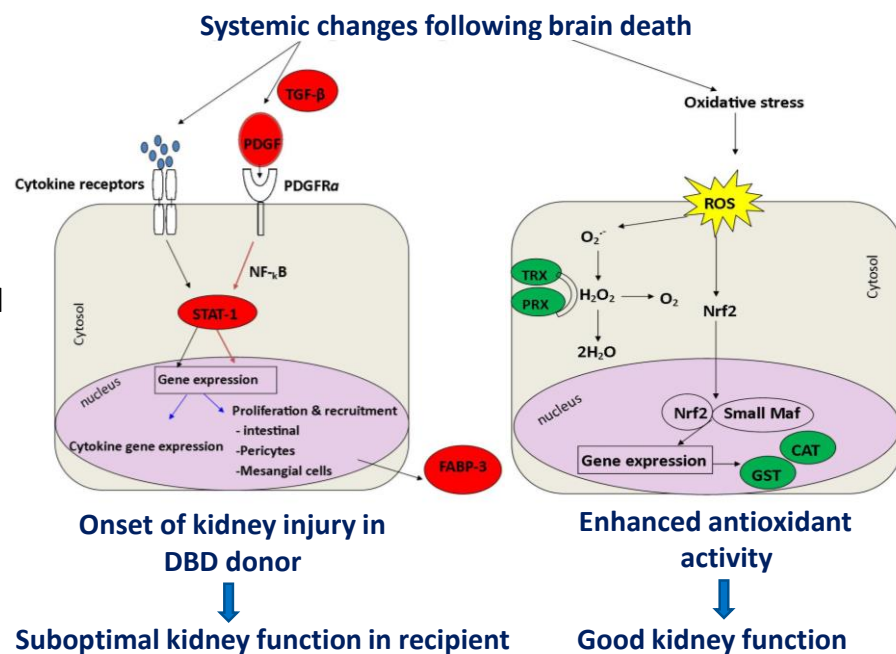 Systemic changes following brain death
TGF-β
PDGF
Cytokine receptors
PDGFRα
NF-κB
STAT-1
Cytosol
nucleus
Gene expression
Cytokine gene expression
Proliferation & recruitment
- intestinal
-Pericytes
-Mesangial cells
FABP-3
Onset of kidney injury in
DBD donor
Suboptimal kidney function in recipient
Oxidative stress
ROS
O₂˙⁻
TRX
PRX
H₂O₂
O₂
2H₂O
Nrf2
Cytosol
nucleus
Nrf2
Small Maf
Gene expression
CAT
GST
Enhanced antioxidant
activity
Good kidney function